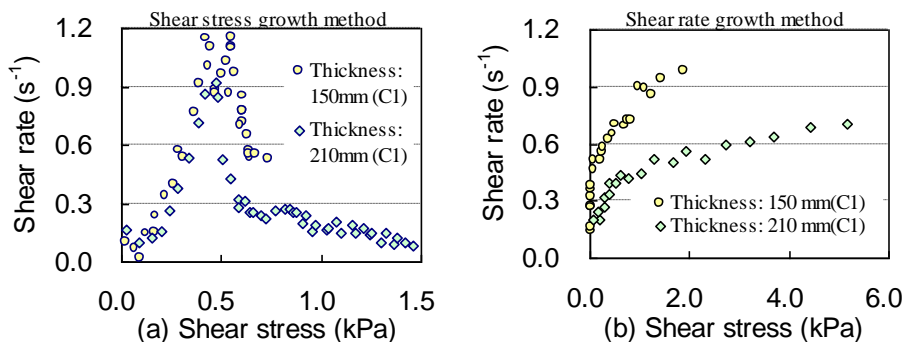 Shear stress growth method
Shear rate (s-1)
1.2
0.9
0.6
0.3
0.0
Thickness:
150mm (C1)
Thickness:
210mm (C1)
0.0 0.5 1.0 1.5
(a) Shear stress (kPa)
Shear rate growth method
Shear rate (s-1)
1.2
0.9
0.6
0.3
0.0
Thickness: 150 mm(C1)
Thickness: 210 mm(C1)
0.0 2.0 4.0 6.0
(b) Shear stress (kPa)